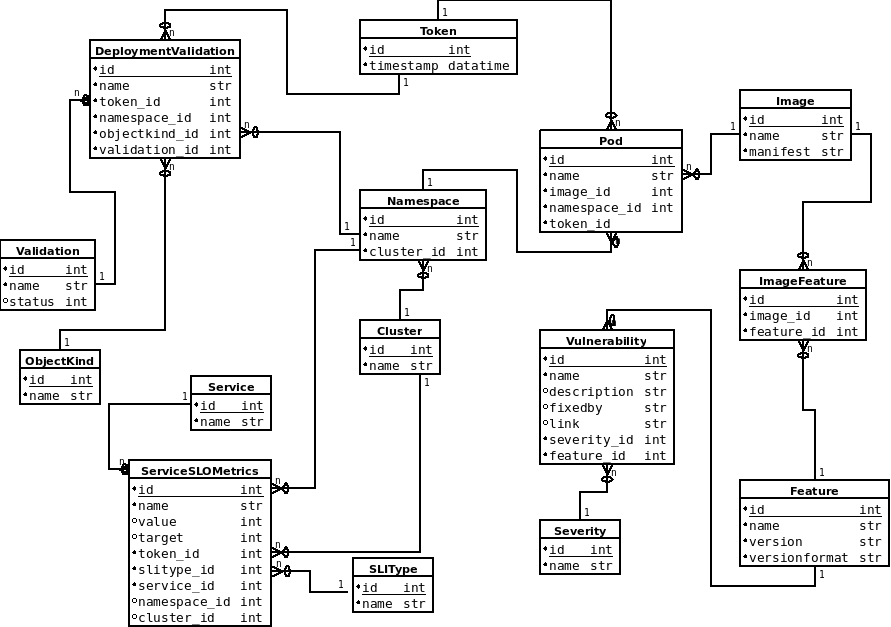 DeploymentValidation
id int
name str
token_id int
namespace_id int
objectkind_id int
validation_id int
n
n
n
n
Token
id int
timestamp datatime
1
1
Pod
id int
name str
image_id int
namespace_id int
token_id
n
n
n
Image
id int
name str
manifest str
1
1
Namespace
id int
name str
cluster_id int
1
1
1
n
Validation
id int
name str
status int
1
ImageFeature
id int
image_id int
feature_id int
n
n
Cluster
id int
name str
1
1
Vulnerability
id int
name str
description str
fixedby str
link str
severity_id int
feature_id int
n
n
ObjectKind
id int
name str
1
Service
id int
name str
1
ServiceSLOMetrics
id int
name str
value int
target int
token_id int
slitype_id int
service_id int
namespace_id int
cluster_id int
n
n
n
n
SLIType
id int
name str
1
Severity
id int
name str
1
Feature
id int
name str
version str
versionformat str
1
1